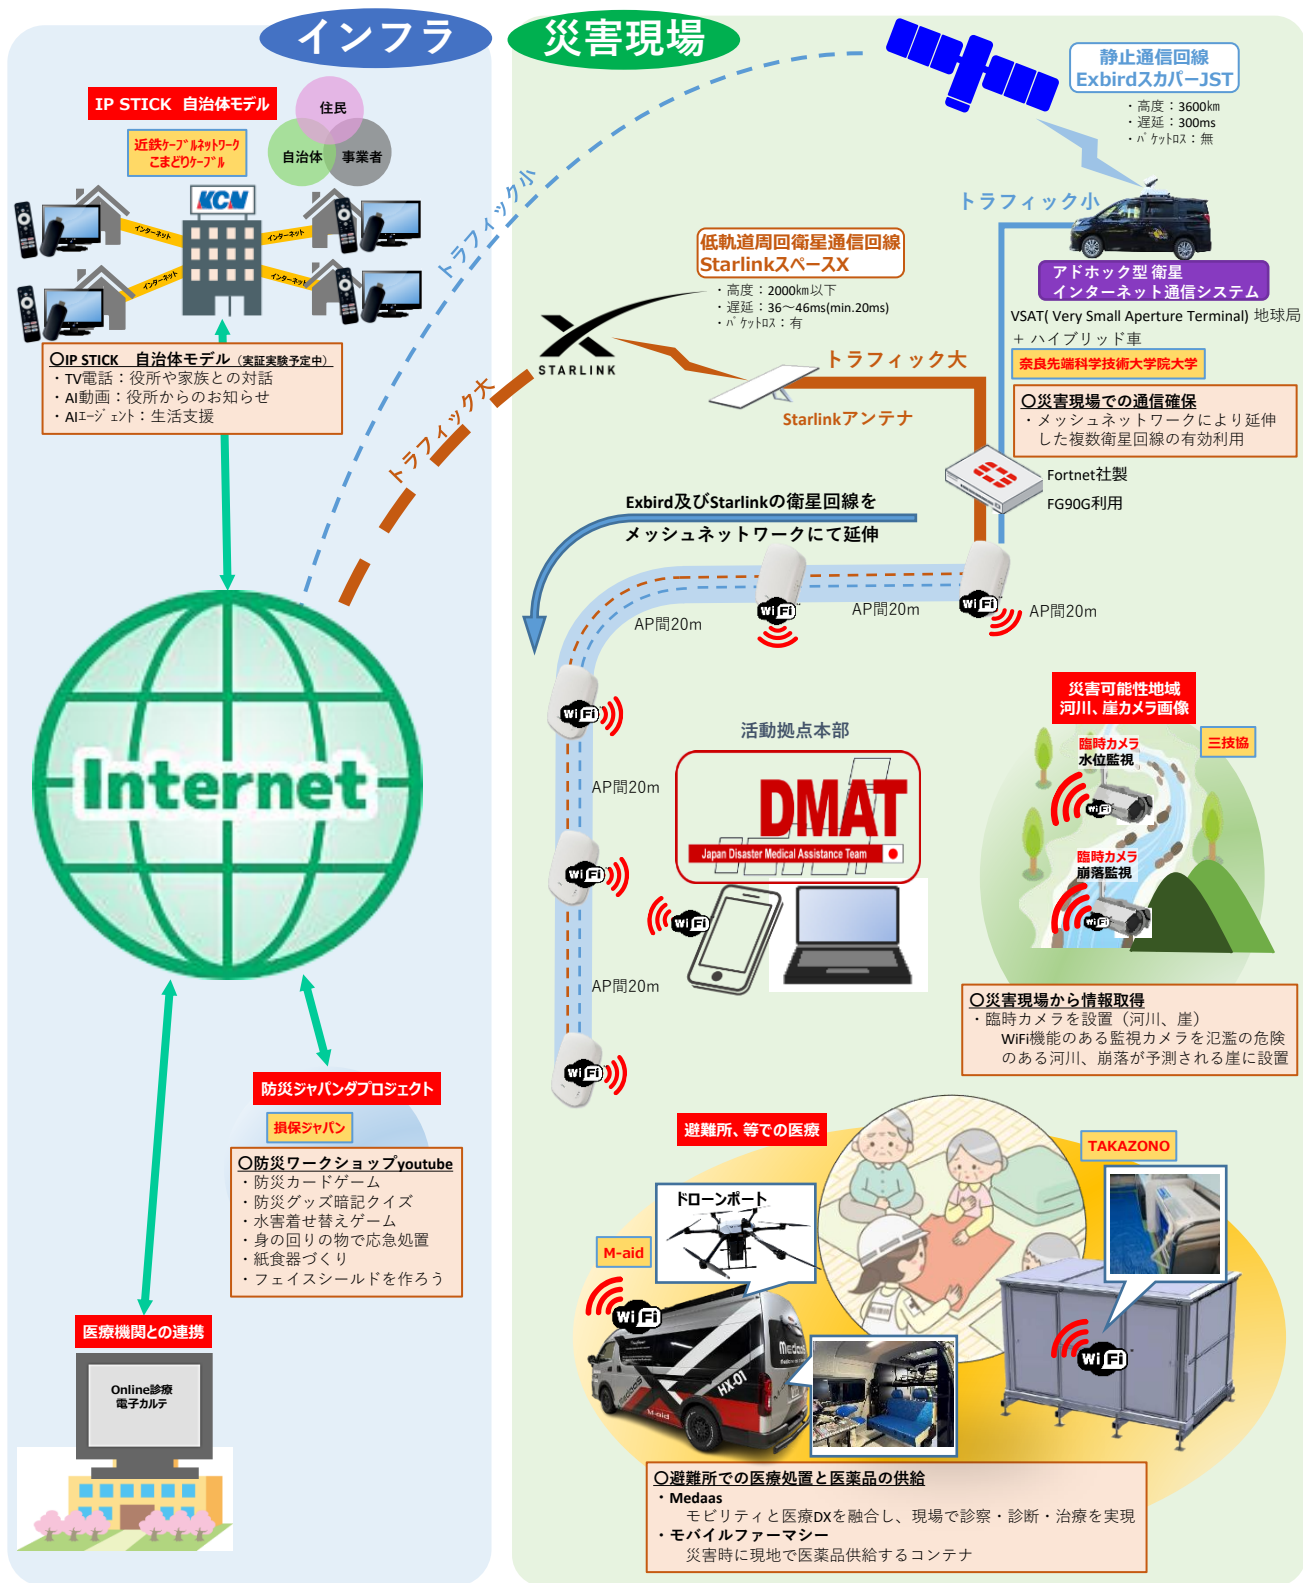 インフラ
災害現場
IP STICK 自治体モデル
近鉄ケーブルネットワーク
こまどりケーブル
住民
自治体
事業者
KCN
インターネット
インターネット
インターネット
インターネット
〇IP STICK 自治体モデル（実証実験予定中）
・TV電話：役所や家族との対話
・AI動画：役所からのお知らせ
・AIエージェント：生活支援
トラフィック小
トラフィック大
静止通信回線
ExbirdスカパーJST
・高度：3600㎞
・遅延：300ms
・パケットロス：無
トラフィック小
低軌道周回衛星通信回線
StarlinkスペースX
・高度：2000㎞以下
・遅延：36～46ms(min.20ms)
・パケットロス：有
STARLINK
トラフィック大
Starlinkアンテナ
アドホック型 衛星
インターネット通信システム
VSAT( Very Small Aperture Terminal) 地球局
＋ ハイブリッド車
奈良先端科学技術大学院大学
〇災害現場での通信確保
・メッシュネットワークにより延伸
した複数衛星回線の有効利用
Fortnet社製
FG90G利用
Exbird及びStarlinkの衛星回線を
メッシュネットワークにて延伸
WiFi
WiFi
AP間20m
AP間20m
AP間20m
WiFi
AP間20m
WiFi
AP間20m
WiFi
Internet
活動拠点本部
DMAT
Japan Disaster Medical Assistance Team
WiFi
災害可能性地域
河川、崖カメラ画像
三技協
臨時カメラ
水位監視
WiFi
臨時カメラ
崩落監視
WiFi
〇災害現場から情報取得
・臨時カメラを設置（河川、崖）
WiFi機能のある監視カメラを氾濫の危険
のある河川、崩落が予測される崖に設置
防災ジャパンダプロジェクト
損保ジャパン
〇防災ワークショップyoutube
・防災カードゲーム
・防災グッズ暗記クイズ
・水害着せ替えゲーム
・身の回りの物で応急処置
・紙食器づくり
・フェイスシールドを作ろう
医療機関との連携
Online診療
電子カルテ
避難所、等での医療
TAKAZONO
ドローンポート
M-aid
WiFi
Medaas
HX-01
M-aid
WiFi
〇避難所での医療処置と医薬品の供給
・Medaas
モビリティと医療DXを融合し、現場で診察・診断・治療を実現
・モバイルファーマシー
災害時に現地で医薬品供給するコンテナ